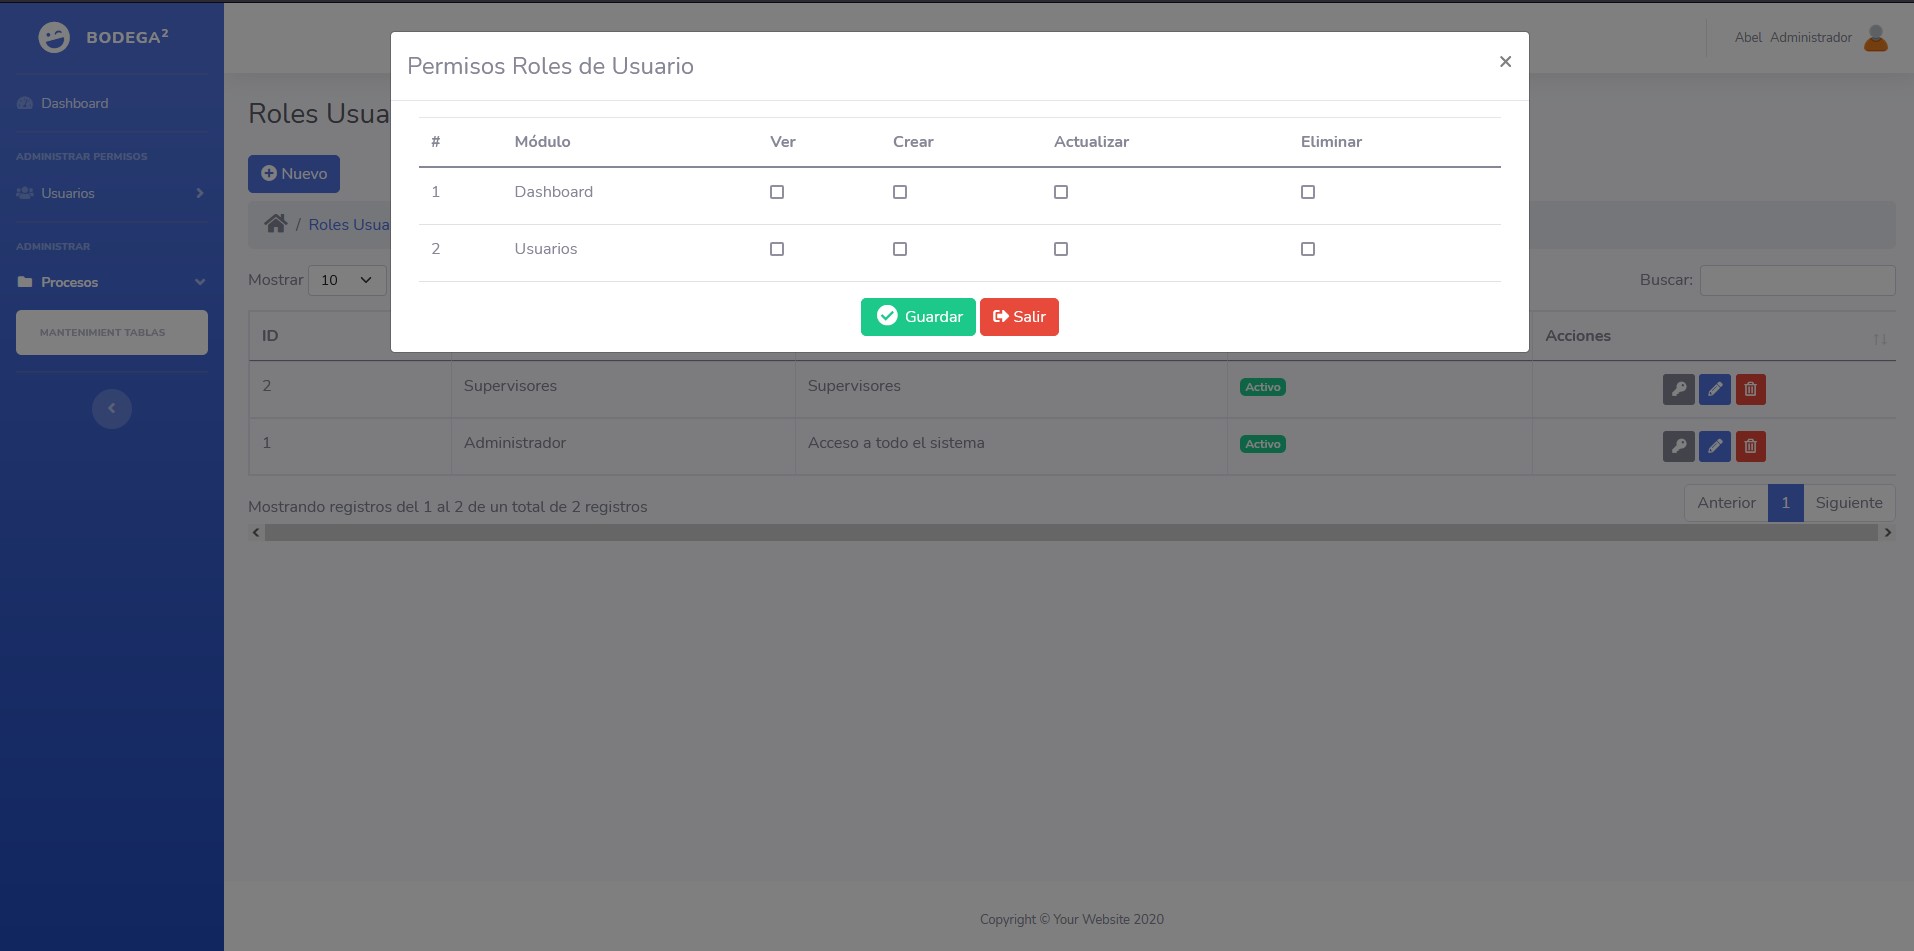 BODEGA²
Dashboard
ADMINISTRAR PERMISOS
Usuarios
ADMINISTRAR
Procesos
MANTENIMIENT TABLAS
Abel Administrador
Roles Usua
Nuevo
/ Roles Usua
Mostrar 10
Buscar:
Permisos Roles de Usuario
×
# Módulo Ver Crear Actualizar Eliminar
1 Dashboard
2 Usuarios
Guardar Salir
ID Acciones
2 Supervisores Supervisores Activo
1 Administrador Acceso a todo el sistema Activo
Mostrando registros del 1 al 2 de un total de 2 registros
Anterior 1 Siguiente
Copyright © Your Website 2020